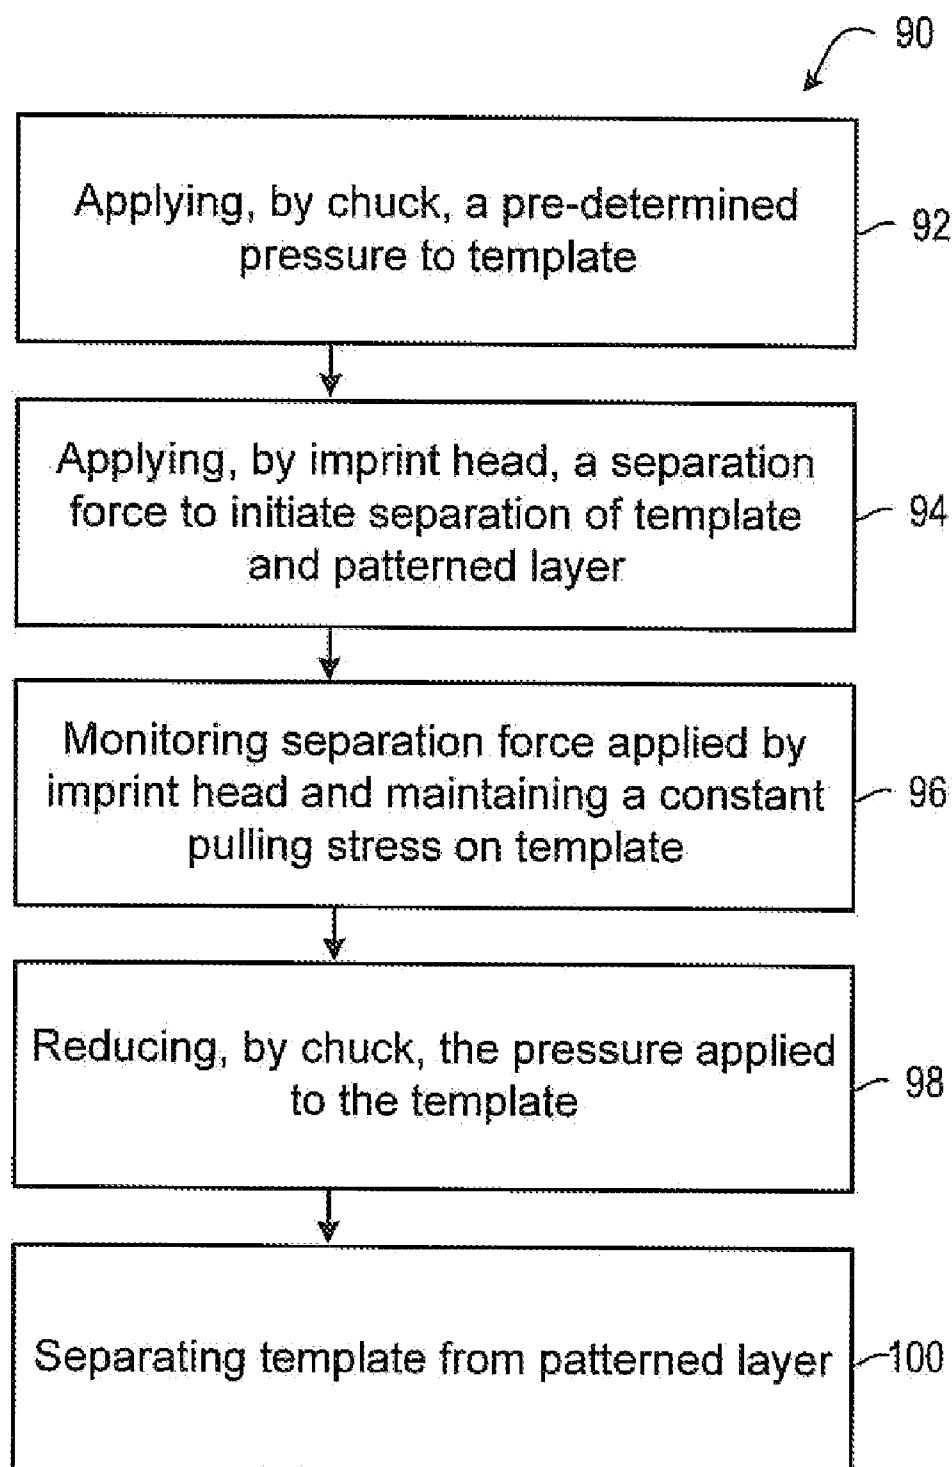 90
Applying, by chuck, a pre-determined
pressure to template
92
Applying, by imprint head, a separation
force to initiate separation of template
and patterned layer
94
Monitoring separation force applied by
imprint head and maintaining a constant
pulling stress on template
96
Reducing, by chuck, the pressure applied
to the template
98
Separating template from patterned layer
100